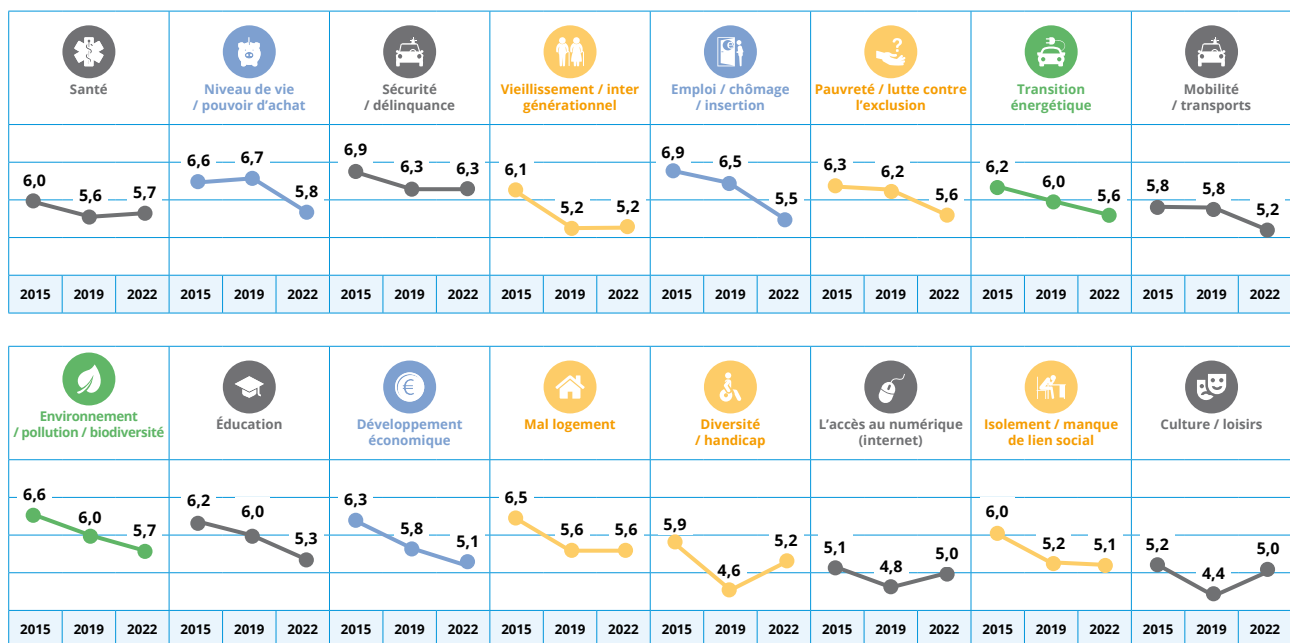 Santé
Niveau de vie
/ pouvoir d'achat
Sécurité
/ délinquance
Vieillissement / inter
générationnel
Emploi / chômage
/ insertion
Pauvreté / lutte contre
l'exclusion
Transition
énergétique
Mobilité
/ transports
6,0 5,6 5,7
6,6 6,7 5,8
6,9 6,3 6,3
6,1 5,2 5,2
6,9 6,5 5,5
6,3 6,2 5,6
6,2 6,0 5,6
5,8 5,8 5,2
2015 2019 2022 2015 2019 2022 2015 2019 2022 2015 2019 2022 2015 2019 2022 2015 2019 2022 2015 2019 2022 2015 2019 2022
Environnement
/ pollution / biodiversité
Éducation
Développement
économique
Mal logement
Diversité
/ handicap
L'accès au numérique
(internet)
Isolement / manque
de lien social
Culture / loisirs
6,6 6,0 5,7
6,2 6,0 5,3
6,3 5,8 5,1
6,5 5,6 5,6
5,9 4,6 5,2
5,1 4,8 5,0
6,0 5,2 5,1
5,2 4,4 5,0
2015 2019 2022 2015 2019 2022 2015 2019 2022 2015 2019 2022 2015 2019 2022 2015 2019 2022 2015 2019 2022 2015 2019 2022